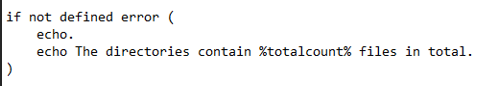 if not defined error (
    echo.
    echo The directories contain %totalcount% files in total.
)